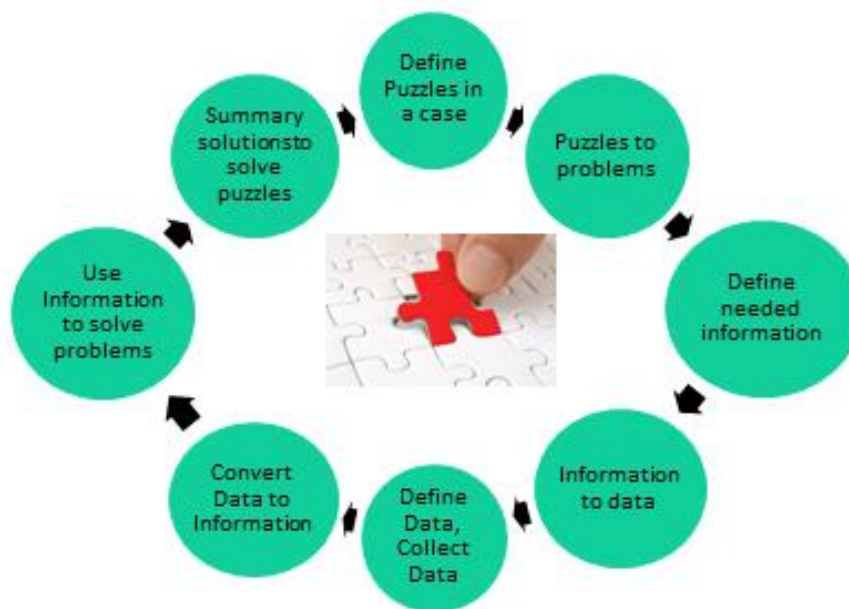 Define
Puzzles in
a case
Puzzles to
problems
Define
needed
information
Information
to data
Define
Data,
Collect
Data
Convert
Data to
Information
Use
Information
to solve
problems
Summary
solutionsto
solve
puzzles